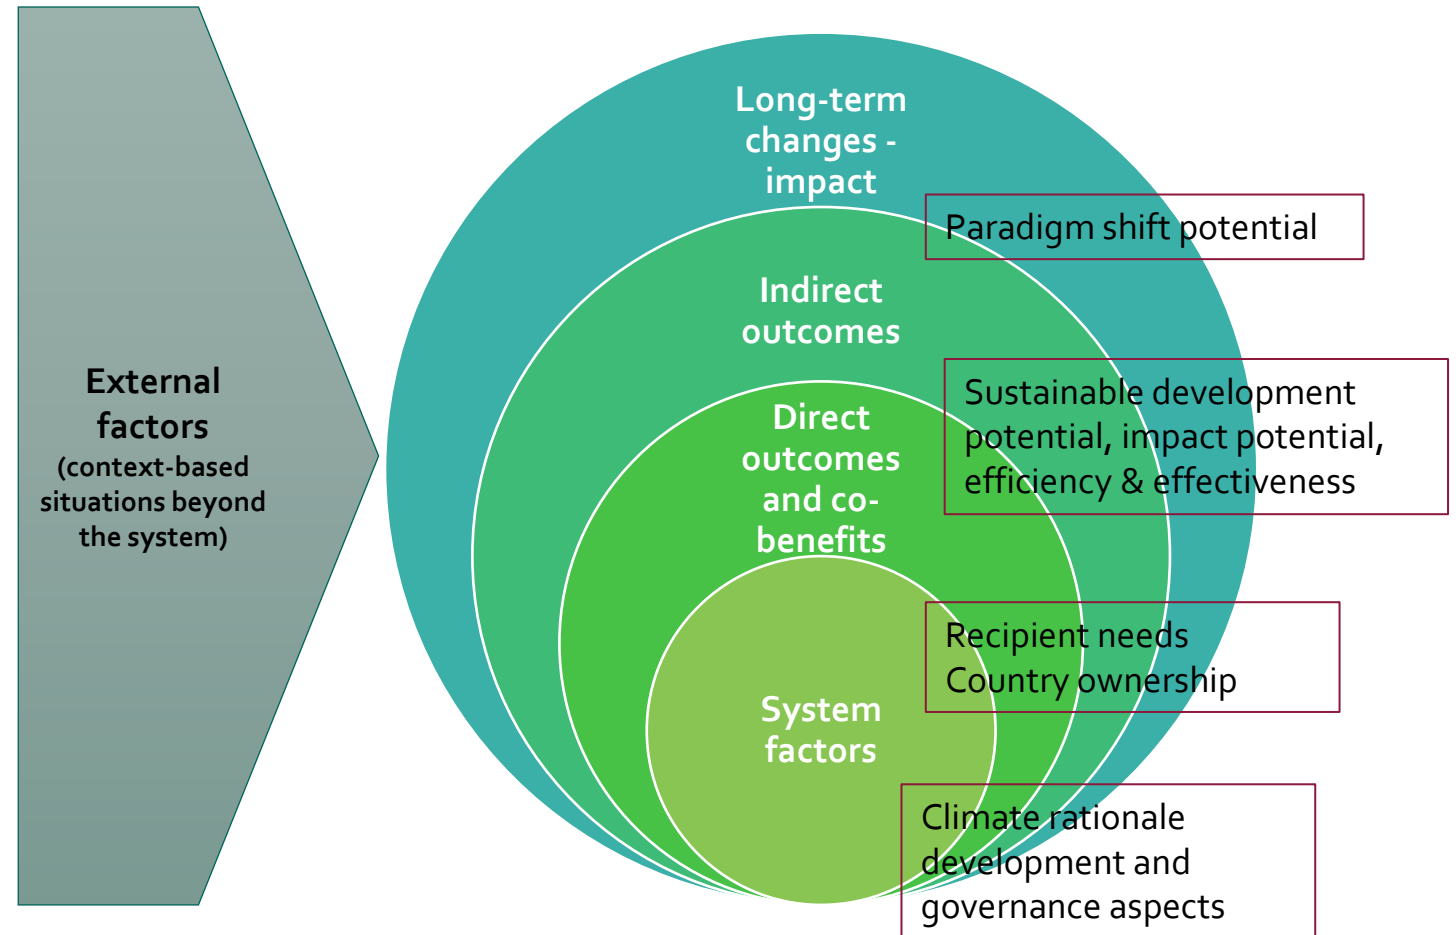 External
factors
(context-based
situations beyond
the system)
Long-term
changes -
impact
Indirect
outcomes
Direct
outcomes
and co-
benefits
System
factors
Paradigm shift potential
Sustainable development
potential, impact potential,
efficiency & effectiveness
Recipient needs
Country ownership
Climate rationale
development and
governance aspects